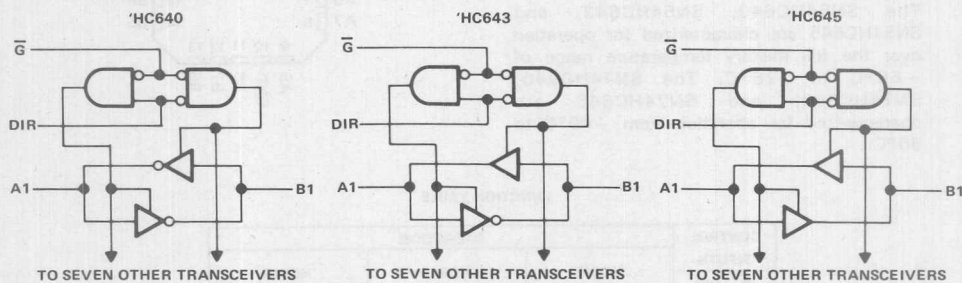 'HC640
'HC643
'HC645
G
G
G
DIR
DIR
DIR
A1
B1
A1
B1
A1
B1
TO SEVEN OTHER TRANSCEIVERS
TO SEVEN OTHER TRANSCEIVERS
TO SEVEN OTHER TRANSCEIVERS